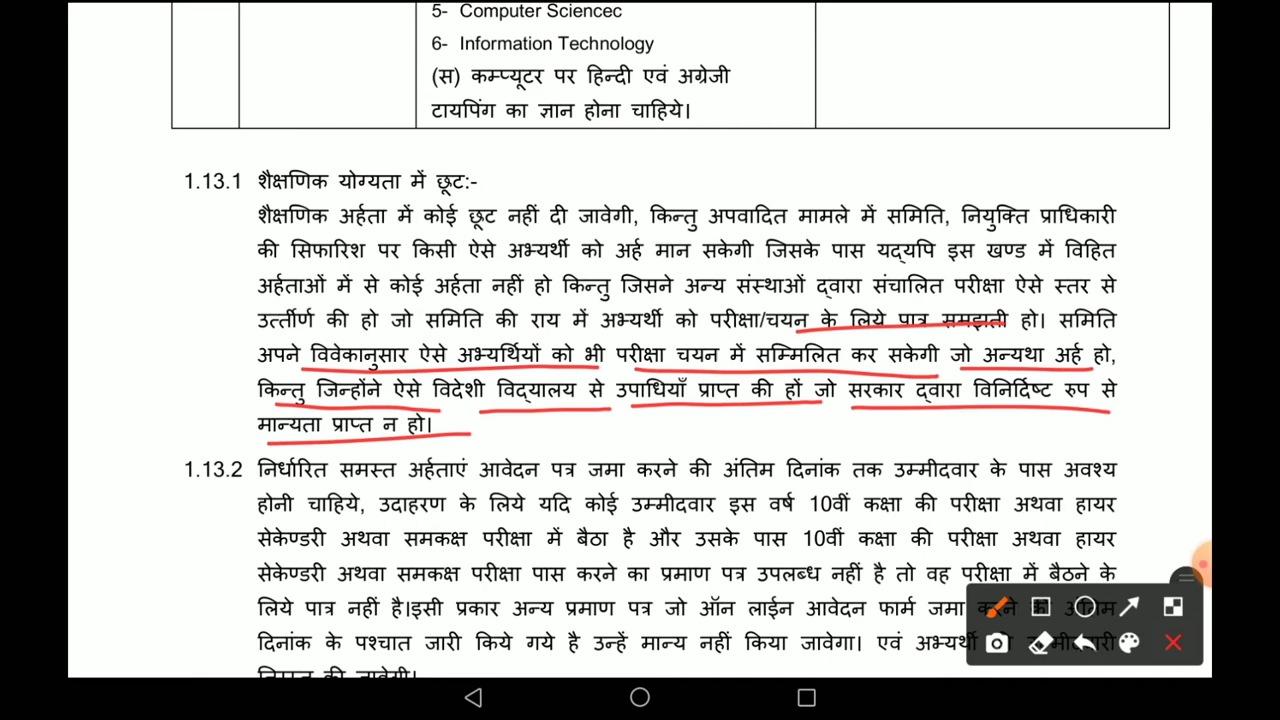 5- Computer Sciencec
6- Information Technology
(स) कम्प्यूटर पर हिन्दी एवं अग्रेजी
टायपिंग का ज्ञान होना चाहिये।
1.13.1 शैक्षणिक योग्यता में छूट:-
शैक्षणिक अर्हता में कोई छूट नहीं दी जावेगी, किन्तु अपवादित मामले में समिति, नियुक्ति प्राधिकारी
की सिफारिश पर किसी ऐसे अभ्यर्थी को अर्ह मान सकेगी जिसके पास यद्यपि इस खण्ड में विहित
अर्हताओं में से कोई अर्हता नहीं हो किन्तु जिसने अन्य संस्थाओं द्वारा संचालित परीक्षा ऐसे स्तर से
उर्त्तीर्ण की हो जो समिति की राय में अभ्यर्थी को परीक्षा/चयन के लिये पात्र समझती हो। समिति
अपने विवेकानुसार ऐसे अभ्यर्थियों को भी परीक्षा चयन में सम्मिलित कर सकेगी जो अन्यथा अर्ह हो,
किन्तु जिन्होंने ऐसे विदेशी विद्यालय से उपाधियाँ प्राप्त की हों जो सरकार द्वारा विनिर्दिष्ट रुप से
मान्यता प्राप्त न हो।
1.13.2 निर्धारित समस्त अर्हताएं आवेदन पत्र जमा करने की अंतिम दिनांक तक उम्मीदवार के पास अवश्य
होनी चाहिये, उदाहरण के लिये यदि कोई उम्मीदवार इस वर्ष 10वीं कक्षा की परीक्षा अथवा हायर
सेकेण्डरी अथवा समकक्ष परीक्षा में बैठा है और उसके पास 10वीं कक्षा की परीक्षा अथवा हायर
सेकेण्डरी अथवा समकक्ष परीक्षा पास करने का प्रमाण पत्र उपलब्ध नहीं है तो वह परीक्षा में बैठने के
लिये पात्र नहीं है।इसी प्रकार अन्य प्रमाण पत्र जो ऑन लाईन आवेदन फार्म जमा करने की अंतिम
दिनांक के पश्चात जारी किये गये है उन्हें मान्य नहीं किया जावेगा। एवं अभ्यर्थी
की जावेगी।